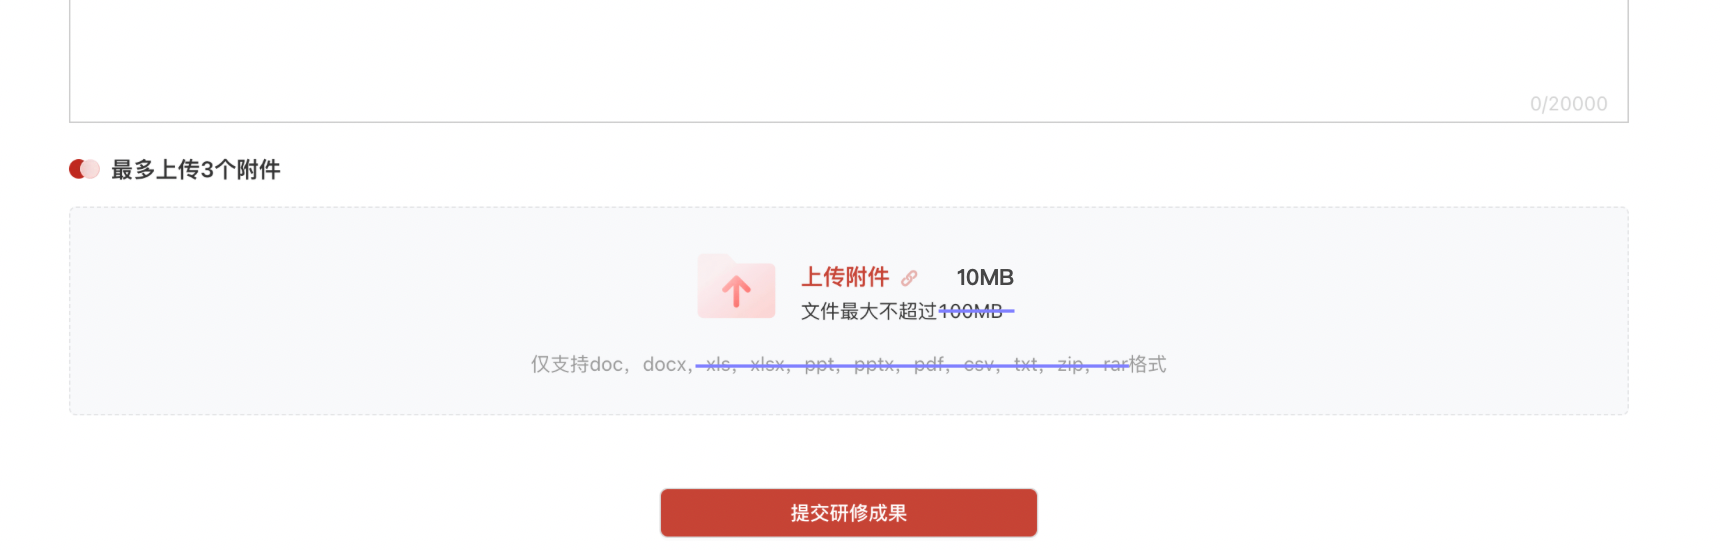 0/20000
最多上传3个附件
上传附件 10MB
文件最大不超过100MB
仅支持doc，docx，xls，xlsx，ppt，pptx，pdf，csv，txt，zip，rar格式
提交研修成果